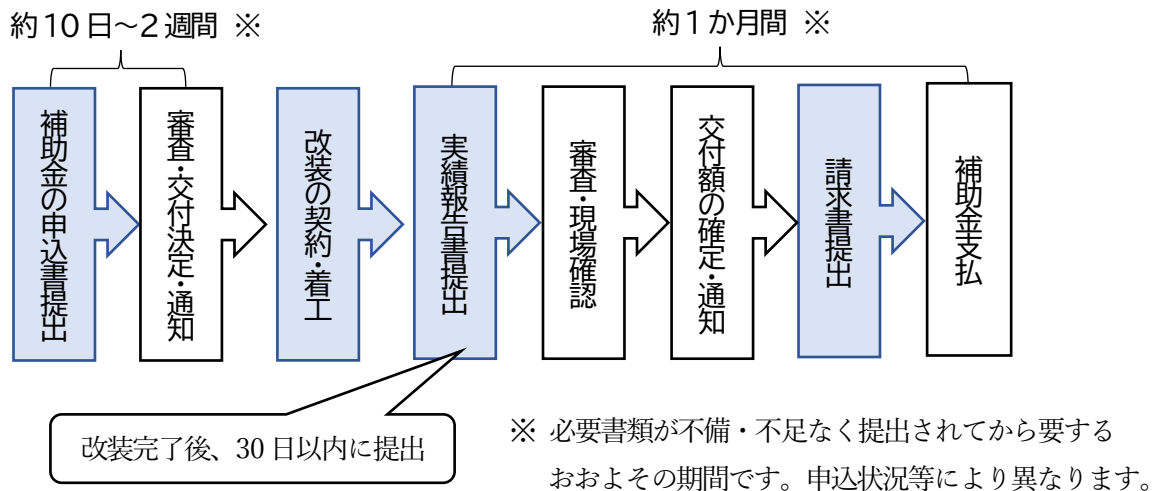 約10日～2週間 ※
約1か月間 ※
補助金の申込書提出
審査・交付決定・通知
改装の契約・着工
実績報告書提出
審査・現場確認
交付額の確定・通知
請求書提出
補助金支払
改装完了後、30日以内に提出
※ 必要書類が不備・不足なく提出されてから要する
おおよその期間です。申込状況等により異なります。